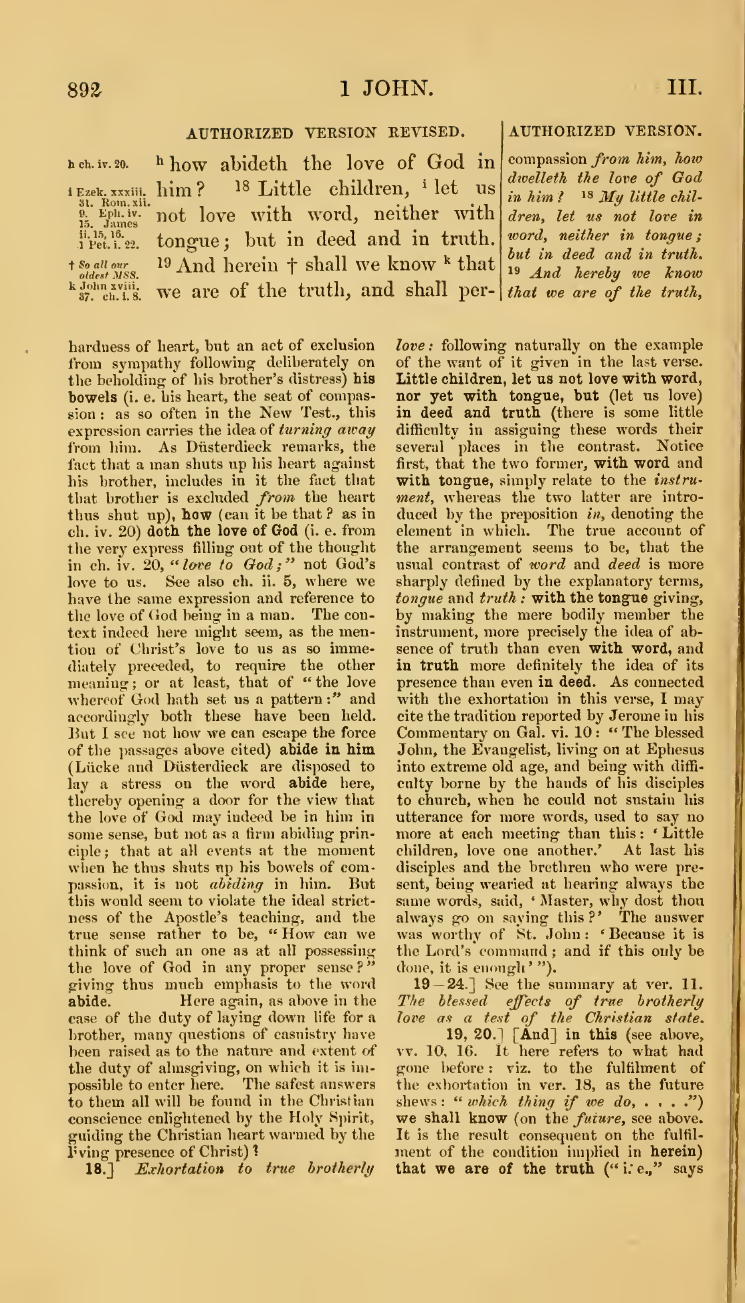 892
1 JOHN.
III.
AUTHORIZED VERSION REVISED.
h ch. iv. 20.
i Ezek. xxxiii.
31. Rom. xii.
9. Eph. iv.
15. James
ii. 15, 16.
1 Pet. i. 22.
† So all our
oldest MSS.
k John xviii.
37. ch. i. 8.
h how abideth the love of God in
him? 18 Little children, i let us
not love with word, neither with
tongue; but in deed and in truth.
19 And herein † shall we know k that
we are of the truth, and shall per-
AUTHORIZED VERSION.
compassion from him, how
dwelleth the love of God
in him? 18 My little chil-
dren, let us not love in
word, neither in tongue;
but in deed and in truth.
19 And hereby we know
that we are of the truth,
hardness of heart, but an act of exclusion
from sympathy following deliberately on
the beholding of his brother's distress) his
bowels (i. e. his heart, the seat of compas-
sion: as so often in the New Test., this
expression carries the idea of turning away
from him. As Düsterdieck remarks, the
fact that a man shuts up his heart against
his brother, includes in it the fact that
that brother is excluded from the heart
thus shut up), how (can it be that? as in
ch. iv. 20) doth the love of God (i. e. from
the very express filling out of the thought
in ch. iv. 20, "love to God;" not God's
love to us. See also ch. ii. 5, where we
have the same expression and reference to
the love of God being in a man. The con-
text indeed here might seem, as the men-
tion of Christ's love to us as so imme-
diately preceded, to require the other
meaning; or at least, that of "the love
whereof God hath set us a pattern:" and
accordingly both these have been held.
But I see not how we can escape the force
of the passages above cited) abide in him
(Lücke and Düsterdieck are disposed to
lay a stress on the word abide here,
thereby opening a door for the view that
the love of God may indeed be in him in
some sense, but not as a firm abiding prin-
ciple; that at all events at the moment
when he thus shuts up his bowels of com-
passion, it is not abiding in him. But
this would seem to violate the ideal strict-
ness of the Apostle's teaching, and the
true sense rather to be, "How can we
think of such an one as at all possessing
the love of God in any proper sense?"
giving thus much emphasis to the word
abide. Here again, as above in the
case of the duty of laying down life for a
brother, many questions of casuistry have
been raised as to the nature and extent of
the duty of almsgiving, on which it is im-
possible to enter here. The safest answers
to them all will be found in the Christian
conscience enlightened by the Holy Spirit,
guiding the Christian heart warmed by the
living presence of Christ)?
18.] Exhortation to true brotherly
love: following naturally on the example
of the want of it given in the last verse.
Little children, let us not love with word,
nor yet with tongue, but (let us love)
in deed and truth (there is some little
difficulty in assigning these words their
several places in the contrast. Notice
first, that the two former, with word and
with tongue, simply relate to the instru-
ment, whereas the two latter are intro-
duced by the preposition in, denoting the
element in which. The true account of
the arrangement seems to be, that the
usual contrast of word and deed is more
sharply defined by the explanatory terms,
tongue and truth: with the tongue giving,
by making the mere bodily member the
instrument, more precisely the idea of ab-
sence of truth than even with word, and
in truth more definitely the idea of its
presence than even in deed. As connected
with the exhortation in this verse, I may
cite the tradition reported by Jerome in his
Commentary on Gal. vi. 10: "The blessed
John, the Evangelist, living on at Ephesus
into extreme old age, and being with diffi-
culty borne by the hands of his disciples
to church, when he could not sustain his
utterance for more words, used to say no
more at each meeting than this: 'Little
children, love one another.' At last his
disciples and the brethren who were pre-
sent, being wearied at hearing always the
same words, said, 'Master, why dost thou
always go on saying this?' The answer
was worthy of St. John: 'Because it is
the Lord's command; and if this only be
done, it is enough' ").
19—24.] See the summary at ver. 11.
The blessed effects of true brotherly
love as a test of the Christian state.
19, 20.] [And] in this (see above,
vv. 10, 16. It here refers to what had
gone before: viz. to the fulfilment of
the exhortation in ver. 18, as the future
shews: "which thing if we do, . . . .")
we shall know (on the future, see above.
It is the result consequent on the fulfil-
ment of the condition implied in herein)
that we are of the truth ("i. e.," says